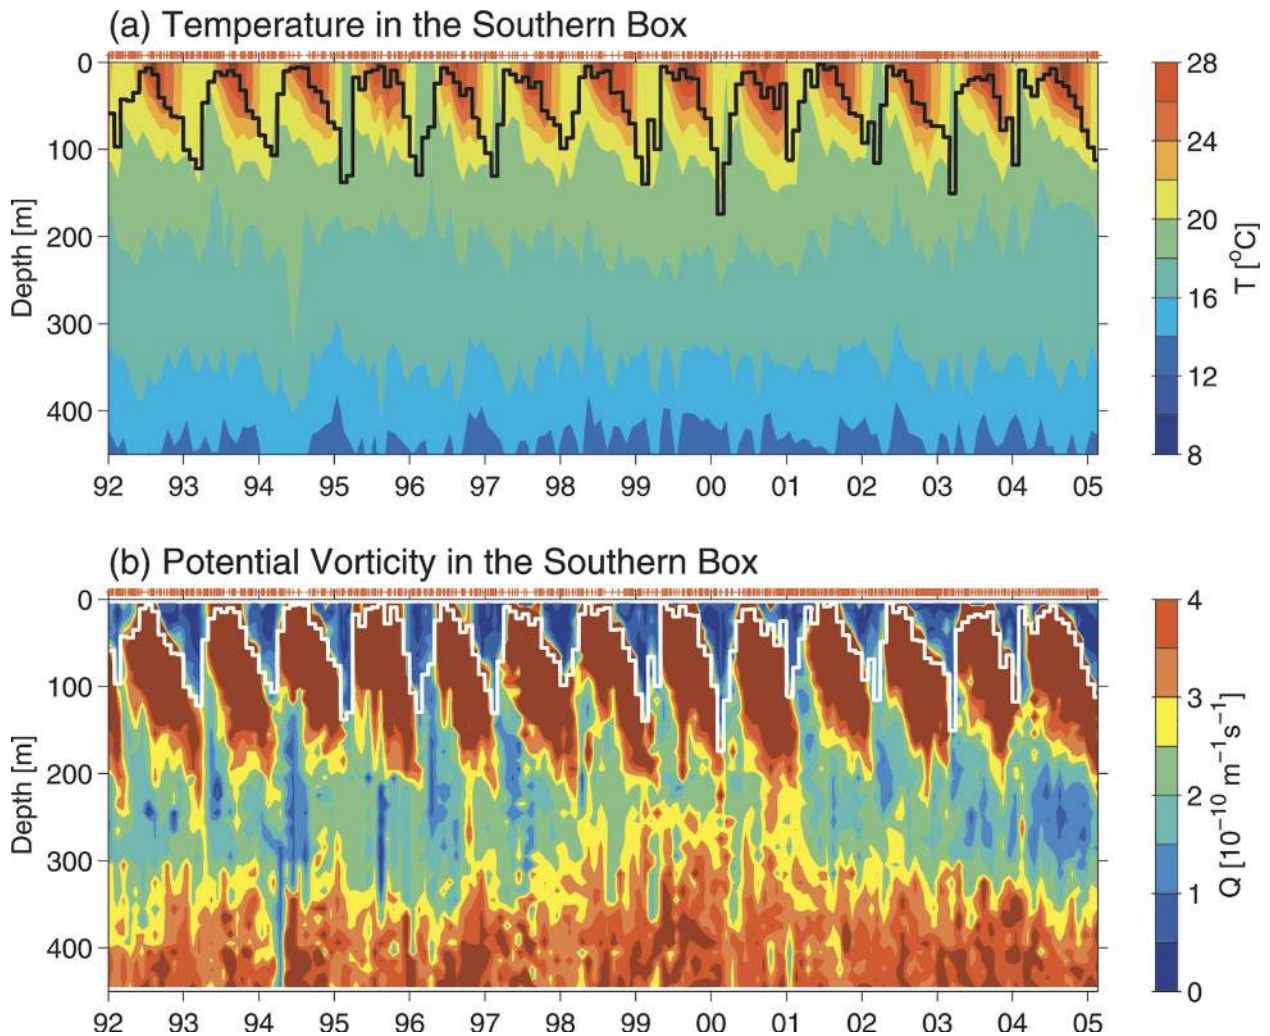 (a) Temperature in the Southern Box
0
100
200
300
400
Depth [m]
92 93 94 95 96 97 98 99 00 01 02 03 04 05
28
24
20
16
12
8
T [°C]
(b) Potential Vorticity in the Southern Box
0
100
200
300
400
Depth [m]
92 93 94 95 96 97 98 99 00 01 02 03 04 05
4
3
2
1
0
Q [10⁻¹⁰ m⁻¹s⁻¹]